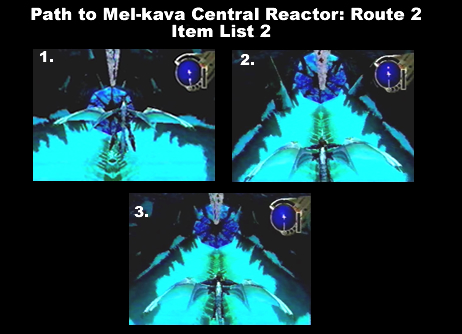 Path to Mel-kava Central Reactor: Route 2
Item List 2
1.
2.
3.